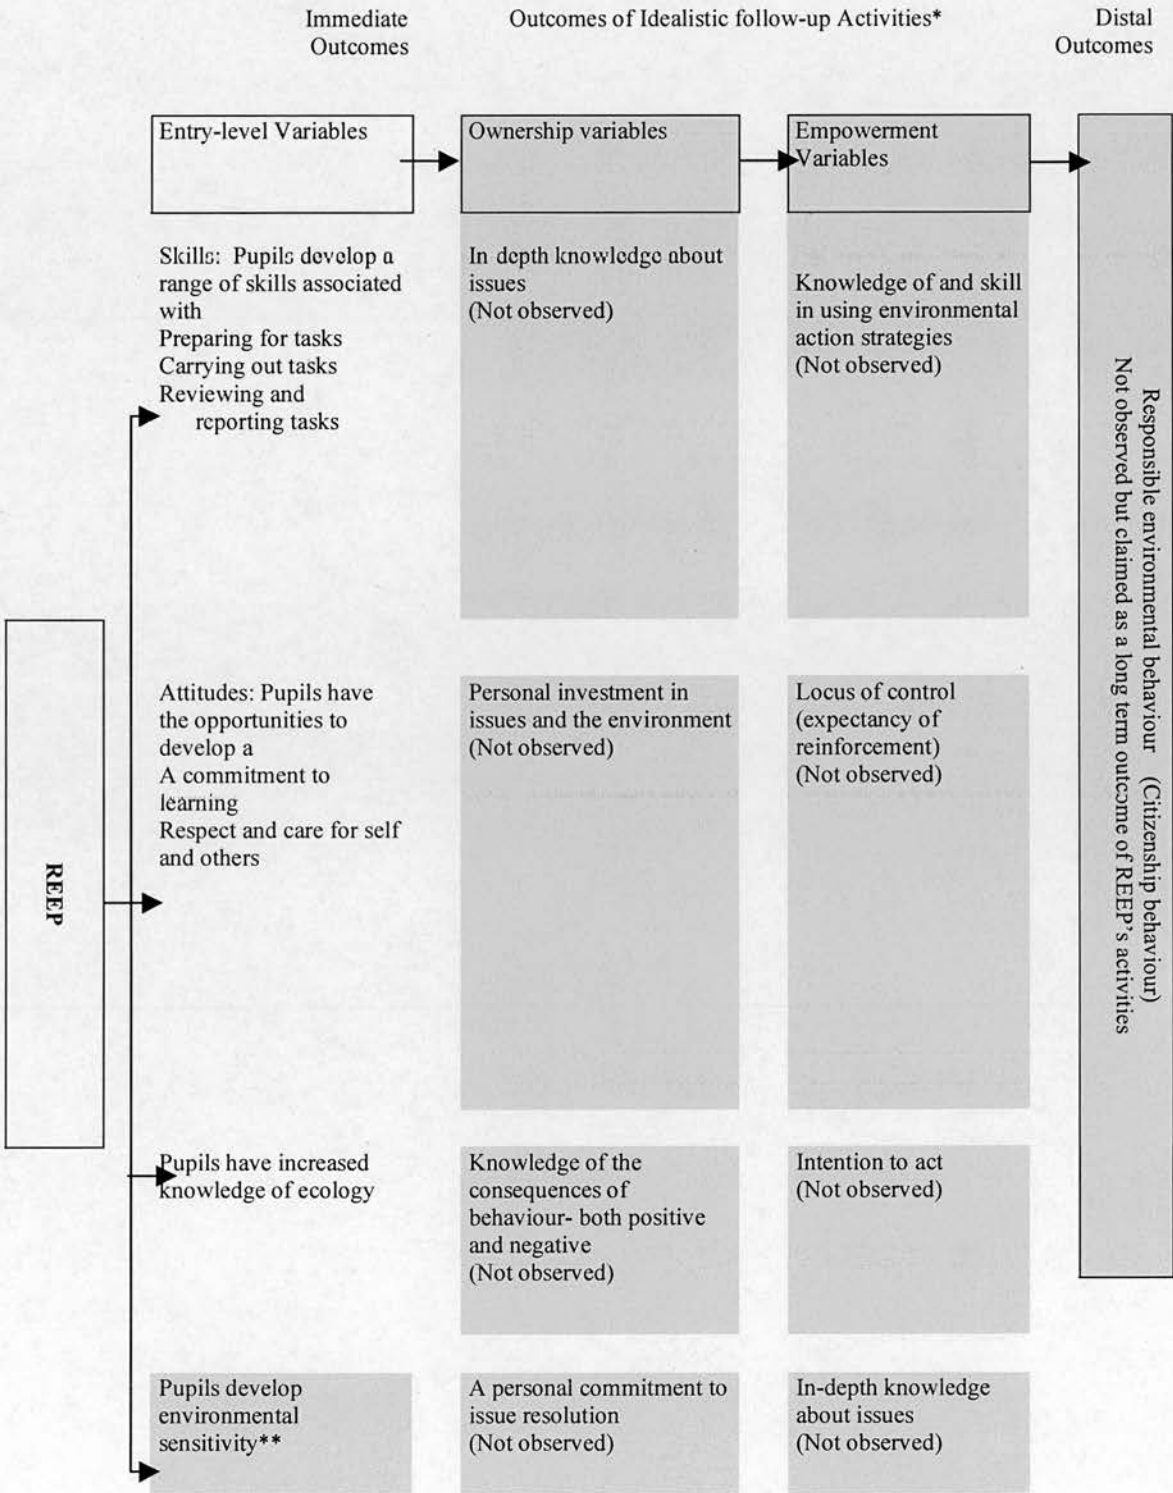 Immediate
Outcomes
Outcomes of Idealistic follow-up Activities*
Distal
Outcomes
Entry-level Variables
Ownership variables
Empowerment
Variables
Skills: Pupils develop a
range of skills associated
with
Preparing for tasks
Carrying out tasks
Reviewing and
reporting tasks
In depth knowledge about
issues
(Not observed)
Knowledge of and skill
in using environmental
action strategies
(Not observed)
Responsible environmental behaviour (Citizenship behaviour)
Not observed but claimed as a long term outcome of REEP's activities
REEP
Attitudes: Pupils have
the opportunities to
develop a
A commitment to
learning
Respect and care for self
and others
Personal investment in
issues and the environment
(Not observed)
Locus of control
(expectancy of
reinforcement)
(Not observed)
Pupils have increased
knowledge of ecology
Knowledge of the
consequences of
behaviour- both positive
and negative
(Not observed)
Intention to act
(Not observed)
Pupils develop
environmental
sensitivity**
A personal commitment to
issue resolution
(Not observed)
In-depth knowledge
about issues
(Not observed)